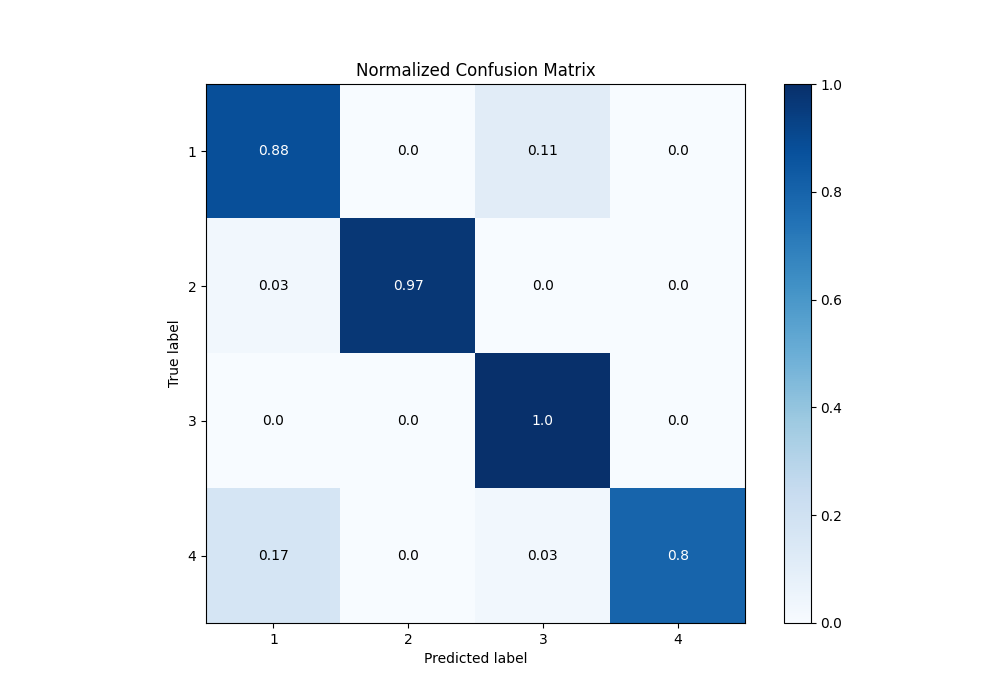 Normalized Confusion Matrix
True label
1 0.88 0.0 0.11 0.0
2 0.03 0.97 0.0 0.0
3 0.0 0.0 1.0 0.0
4 0.17 0.0 0.03 0.8
1 2 3 4
Predicted label
1.0
0.8
0.6
0.4
0.2
0.0